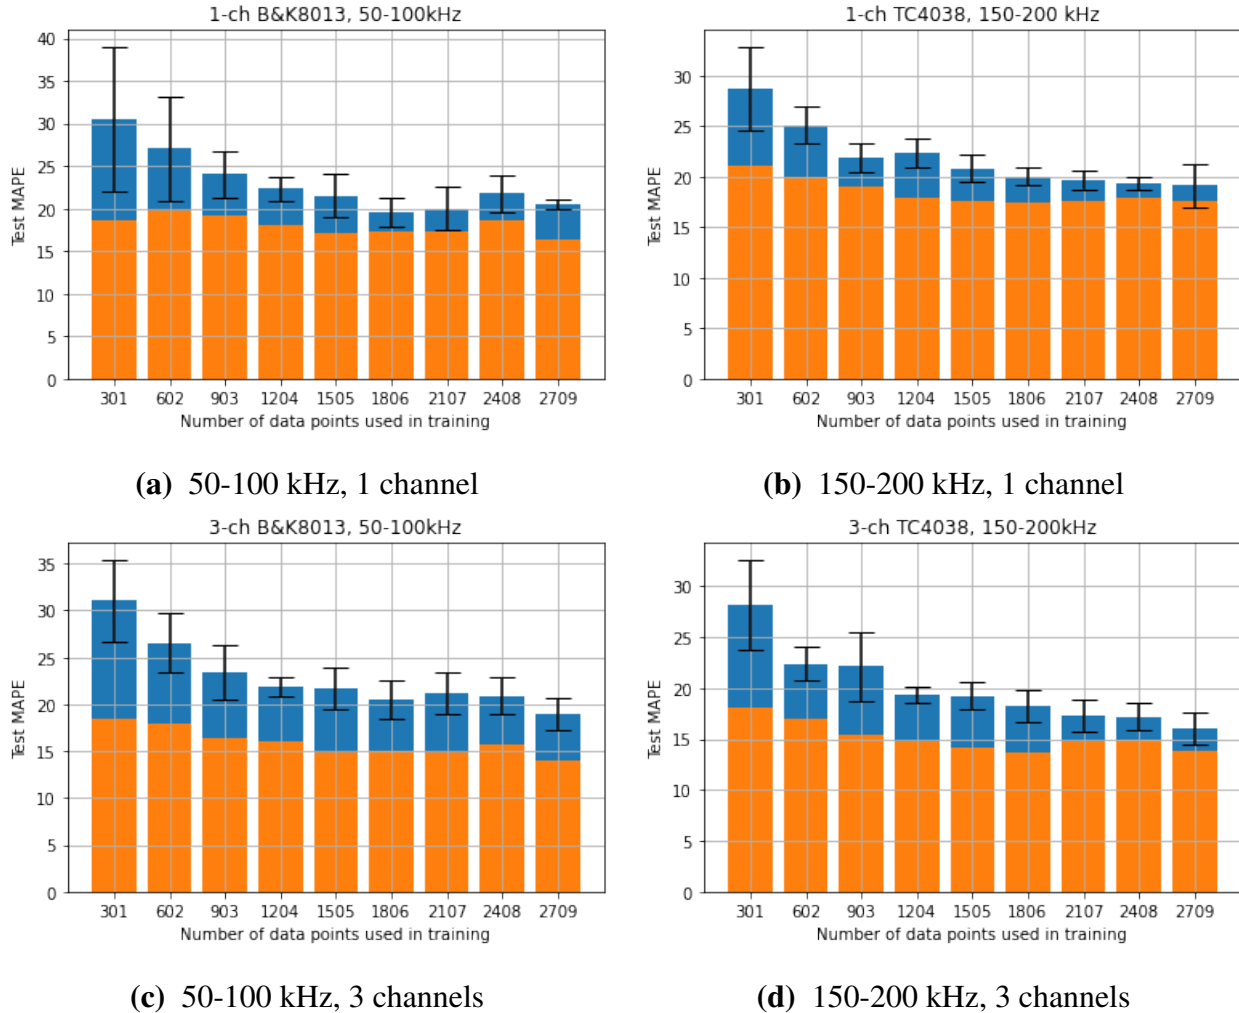 1-ch B&K8013, 50-100kHz
Test MAPE
40
35
30
25
20
15
10
5
0
301 602 903 1204 1505 1806 2107 2408 2709
Number of data points used in training
(a) 50-100 kHz, 1 channel
1-ch TC4038, 150-200 kHz
Test MAPE
30
25
20
15
10
5
0
301 602 903 1204 1505 1806 2107 2408 2709
Number of data points used in training
(b) 150-200 kHz, 1 channel
3-ch B&K8013, 50-100kHz
Test MAPE
35
30
25
20
15
10
5
0
301 602 903 1204 1505 1806 2107 2408 2709
Number of data points used in training
(c) 50-100 kHz, 3 channels
3-ch TC4038, 150-200kHz
Test MAPE
30
25
20
15
10
5
0
301 602 903 1204 1505 1806 2107 2408 2709
Number of data points used in training
(d) 150-200 kHz, 3 channels